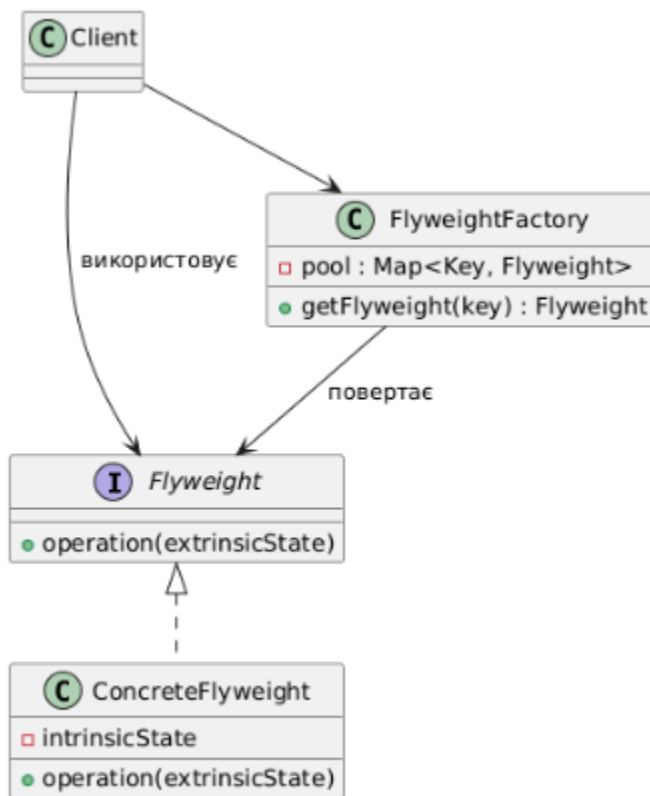 C Client
C FlyweightFactory
pool : Map<Key, Flyweight>
getFlyweight(key) : Flyweight
використовує
повертає
I Flyweight
operation(extrinsicState)
C ConcreteFlyweight
intrinsicState
operation(extrinsicState)